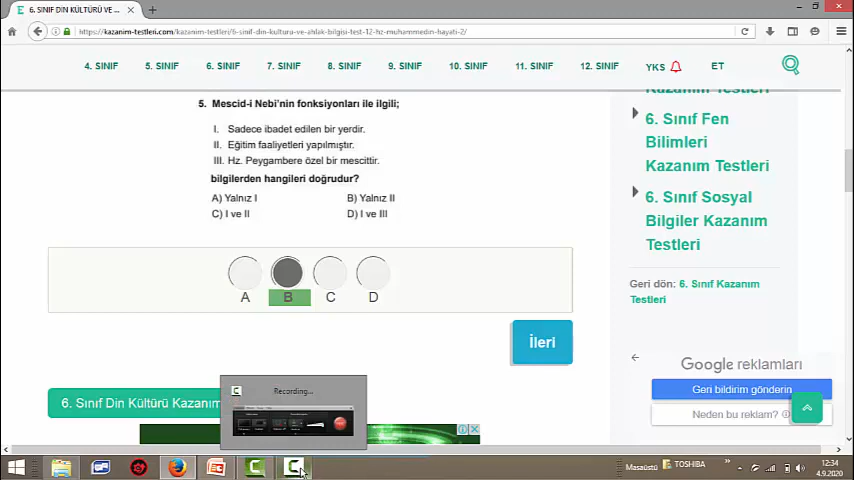 6. SINIF DİN KÜLTÜRÜ VE ...
https://kazanim-testleri.com/kazanim-testleri/6-sinif-din-kulturu-ve-ahlak-bilgisi-test-12-hz-muhammedin-hayati-2/
4. SINIF 5. SINIF 6. SINIF 7. SINIF 8. SINIF 9. SINIF 10. SINIF 11. SINIF 12. SINIF YKS ET
5. Mescid-i Nebi'nin fonksiyonları ile ilgili;
I. Sadece ibadet edilen bir yerdir.
II. Eğitim faaliyetleri yapılmıştır.
III. Hz. Peygambere özel bir mescittir.
bilgilerden hangileri doğrudur?
A) Yalnız I B) Yalnız II
C) I ve II D) I ve III
A B C D
İleri
6. Sınıf Din Kültürü Kazanım
Kazanım Testleri
6. Sınıf Fen
Bilimleri
Kazanım Testleri
6. Sınıf Sosyal
Bilgiler Kazanım
Testleri
Geri dön: 6. Sınıf Kazanım
Testleri
Google reklamları
Geri bildirim gönderin
Neden bu reklam?
Recording...
Masaüstü TOSHIBA
12:34
4.9.2020